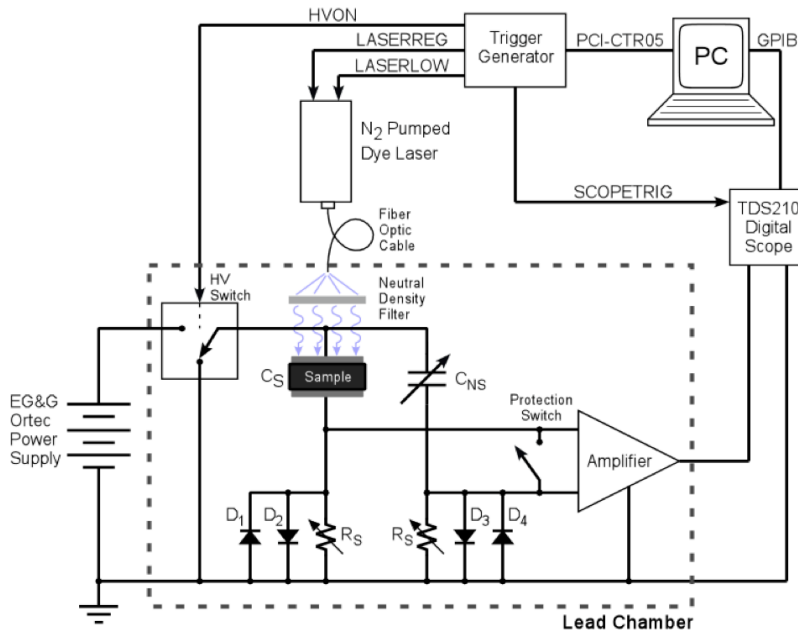 HVON
LASERREG
LASERLOW
Trigger
Generator
PCI-CTR05
PC
GPIB
N2 Pumped
Dye Laser
SCOPETRIG
TDS210
Digital
Scope
Fiber
Optic
Cable
HV
Switch
Neutral
Density
Filter
CS
Sample
CNS
EG&G
Ortec
Power
Supply
Protection
Switch
Amplifier
D1
D2
RS
RS
D3
D4
Lead Chamber